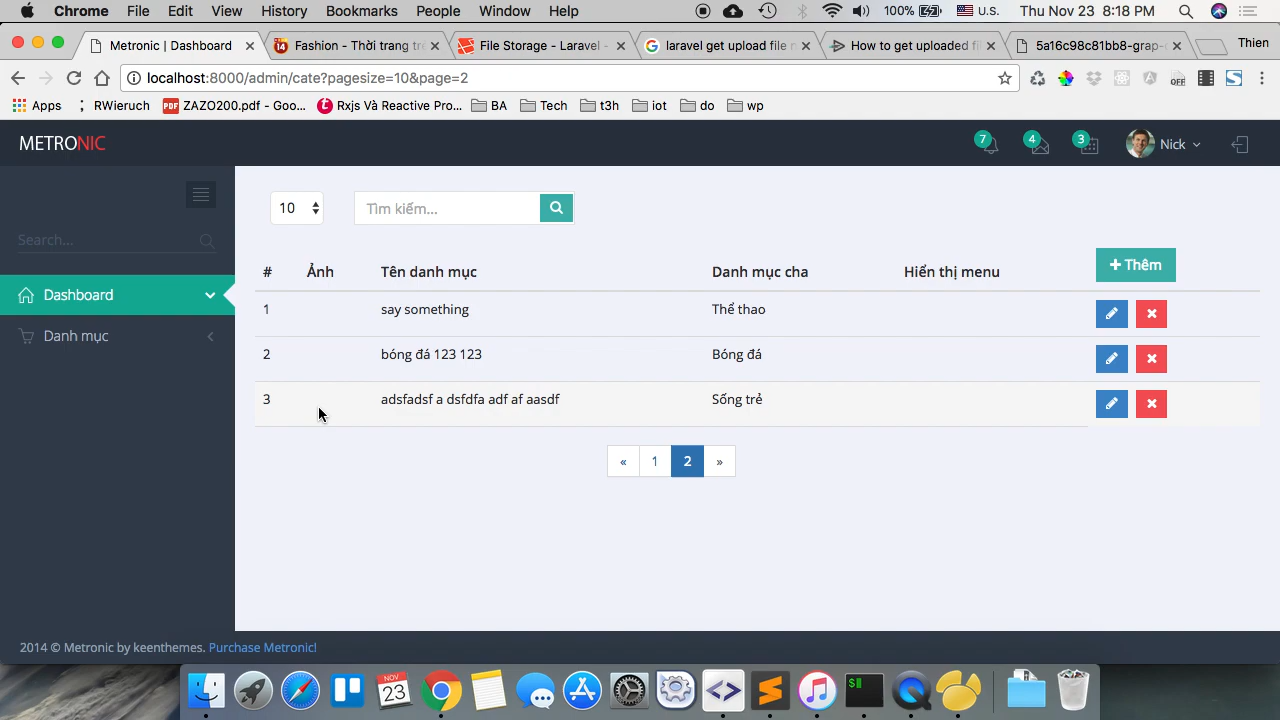 Chrome File Edit View History Bookmarks People Window Help 100% U.S. Thu Nov 23 8:18 PM
Metronic | Dashboard Fashion - Thời trang tr File Storage - Laravel - laravel get upload file n How to get uploaded fil 5a16c98c81bb8-grap-c Thien
localhost:8000/admin/cate?pagesize=10&page=2
Apps RWieruch ZAZO200.pdf - Goo... Rxjs Và Reactive Pro... BA Tech t3h iot do wp
METRONIC 7 4 3 Nick
10 Tìm kiếm...
Search...
# Ảnh Tên danh mục Danh mục cha Hiển thị menu + Thêm
Dashboard
1 say something Thể thao
Danh mục
2 bóng đá 123 123 Bóng đá
3 adsfadsf a dsfdfa adf af aasdf Sống trẻ
« 1 2 »
2014 © Metronic by keenthemes. Purchase Metronic!
NOV
23